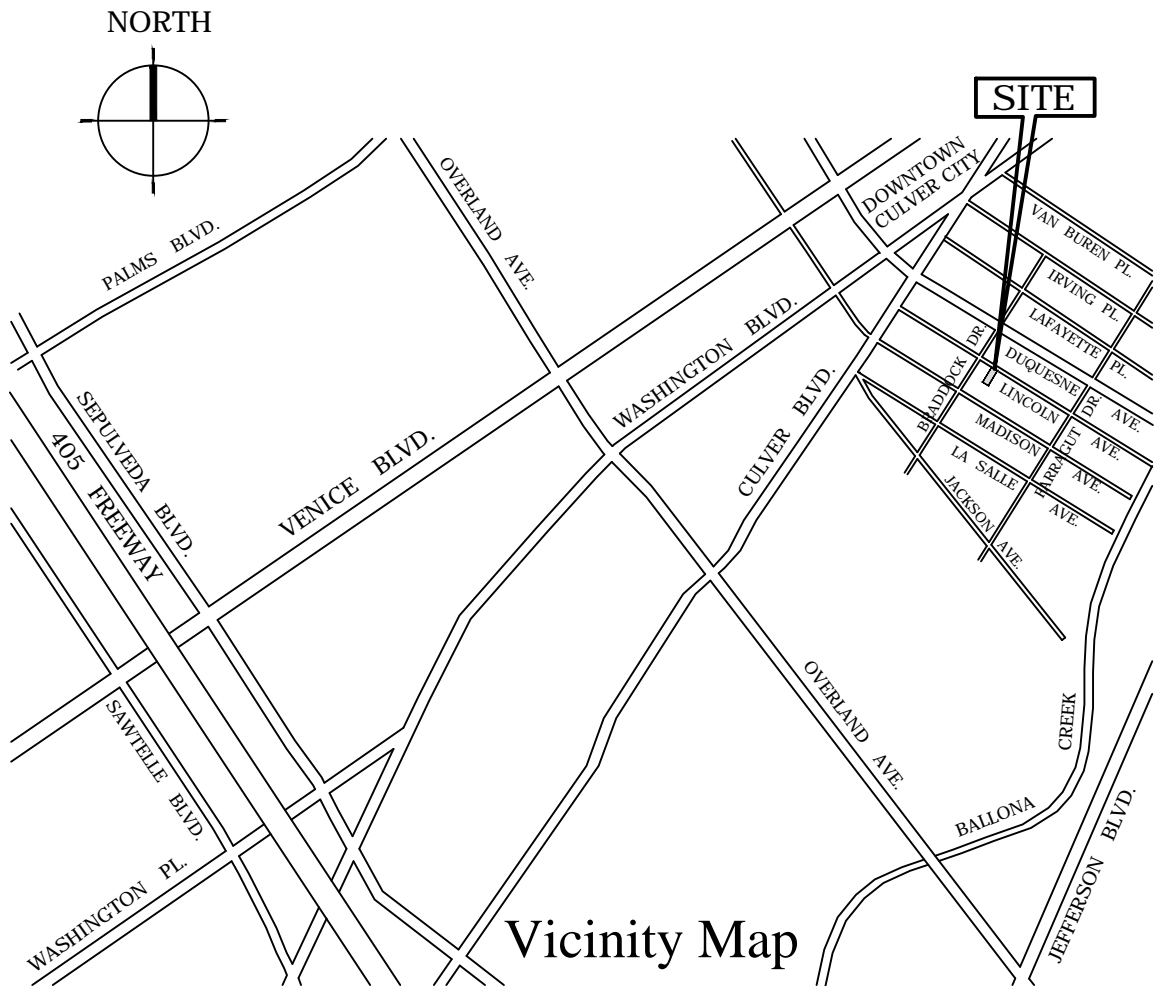 NORTH
SITE
DOWNTOWN
CULVER CITY
OVERLAND AVE.
PALMS BLVD.
VAN BUREN PL.
IRVING PL.
LAFAYETTE PL.
DUQUESNE AVE.
LINCOLN AVE.
MADISON AVE.
LA SALLE AVE.
JACKSON AVE.
BRADDOCK DR.
FARRAGUT DR.
WASHINGTON BLVD.
CULVER BLVD.
VENICE BLVD.
SEPULVEDA BLVD.
405 FREEWAY
SAWTELLE BLVD.
WASHINGTON PL.
OVERLAND AVE.
BALLONA CREEK
JEFFERSON BLVD.
Vicinity Map